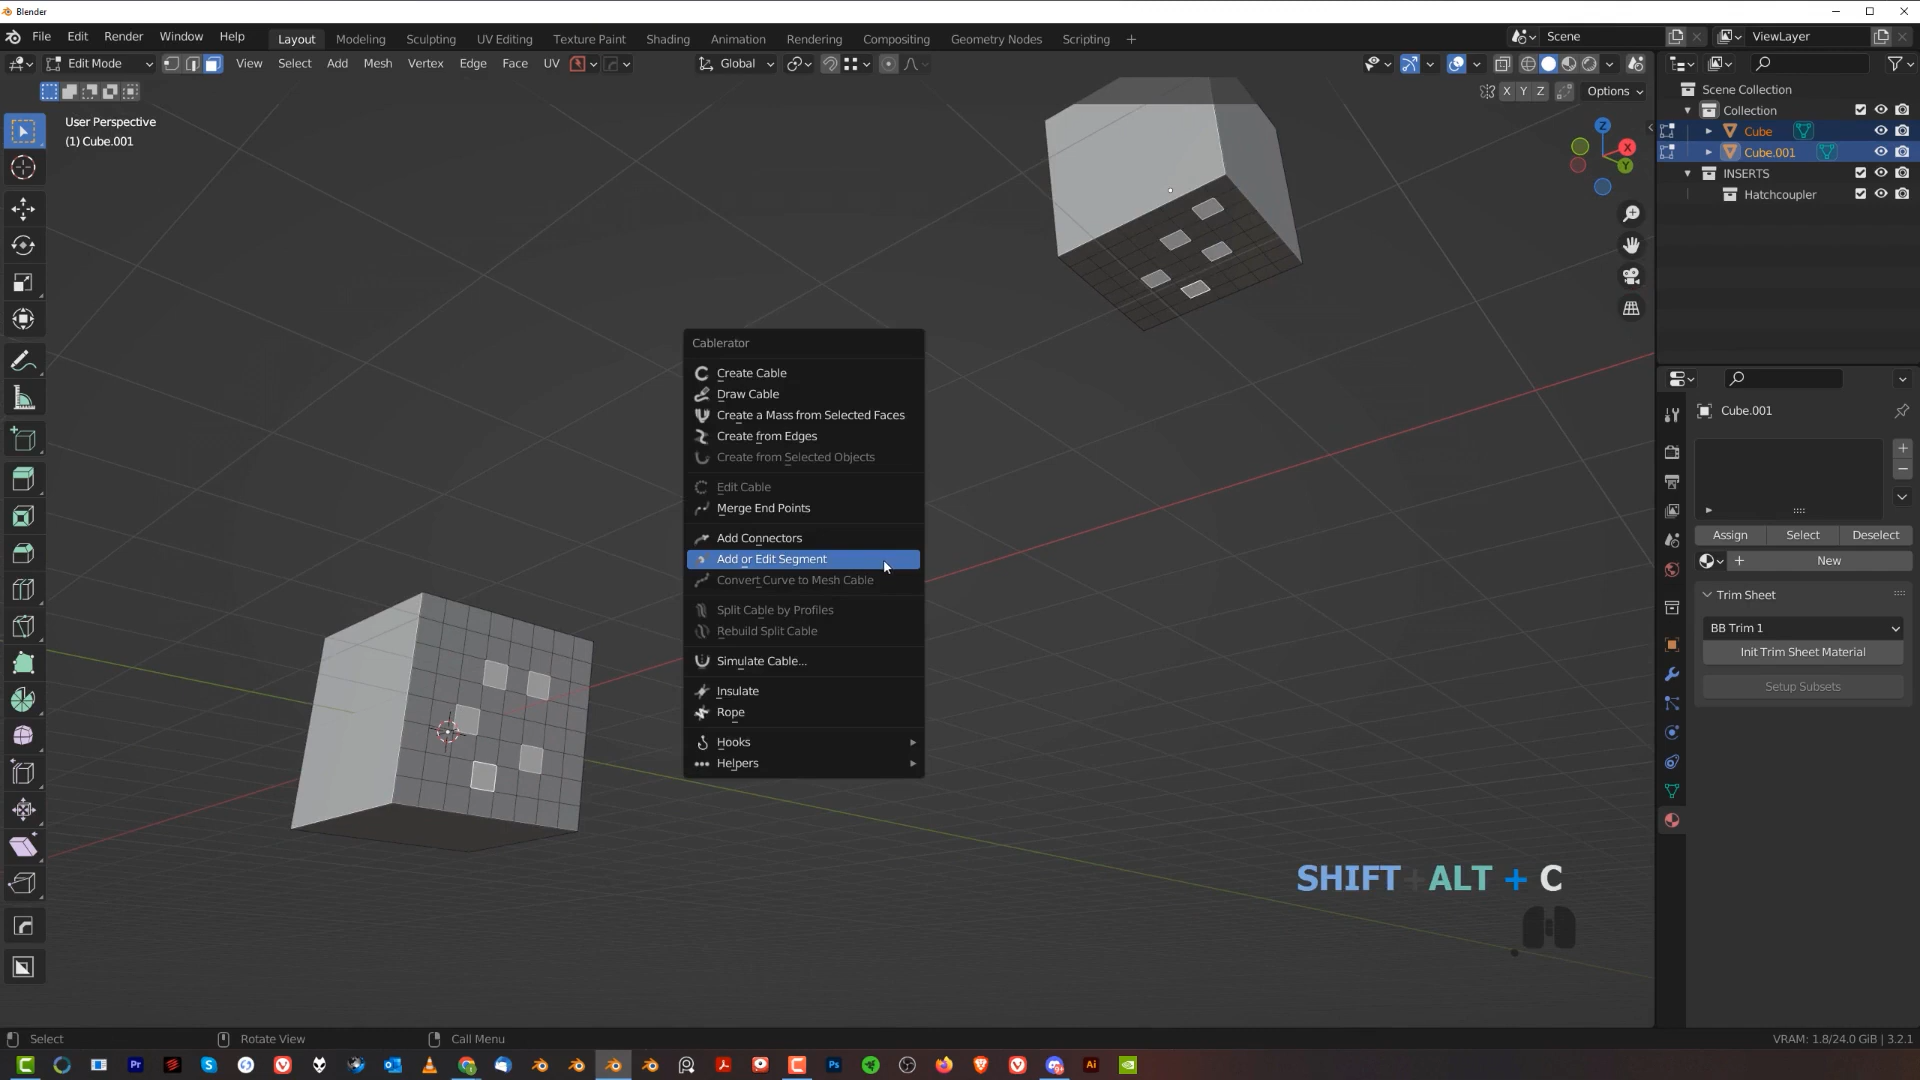 Blender
File Edit Render Window Help Layout Modeling Sculpting UV Editing Texture Paint Shading Animation Rendering Compositing Geometry Nodes Scripting + Scene ViewLayer
Edit Mode View Select Add Mesh Vertex Edge Face UV Global
X Y Z Options
User Perspective
(1) Cube.001
Z
X
Y
Scene Collection
Collection
Cube
Cube.001
INSERTS
Hatchcoupler
Cablerator
Create Cable
Draw Cable
Create a Mass from Selected Faces
Create from Edges
Create from Selected Objects
Edit Cable
Merge End Points
Add Connectors
Add or Edit Segment
Convert Curve to Mesh Cable
Split Cable by Profiles
Rebuild Split Cable
Simulate Cable...
Insulate
Rope
Hooks
Helpers
Cube.001
Assign Select Deselect
New
Trim Sheet
BB Trim 1
Init Trim Sheet Material
Setup Subsets
SHIFT + ALT + C
Select Rotate View Call Menu VRAM: 1.8/24.0 GiB | 3.2.1
Pr S Ps Ai